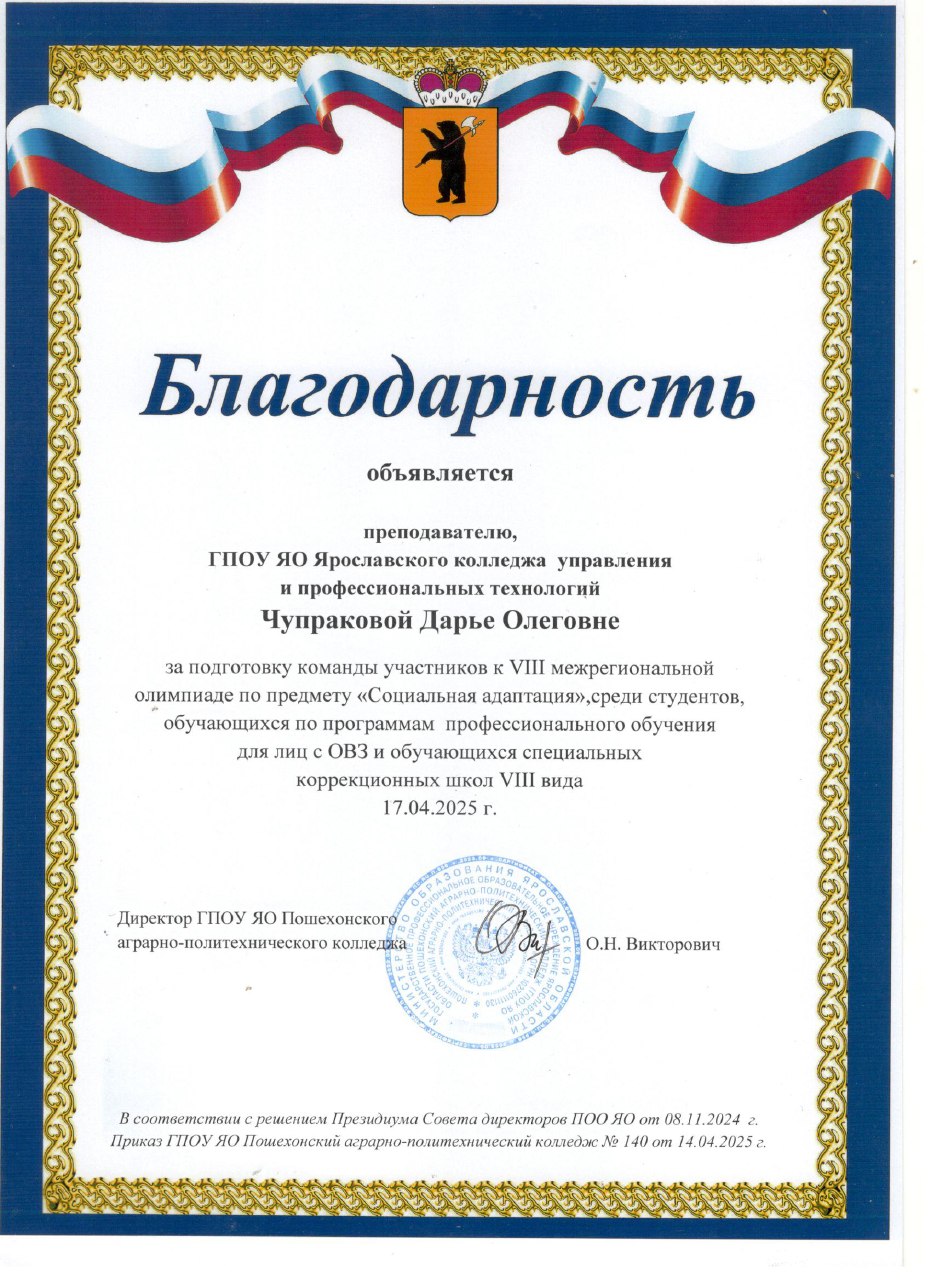 Благодарность
объявляется
преподавателю,
ГПОУ ЯО Ярославского колледжа управления
и профессиональных технологий
Чупраковой Дарье Олеговне
за подготовку команды участников к VIII межрегиональной
олимпиаде по предмету «Социальная адаптация»,среди студентов,
обучающихся по программам профессионального обучения
для лиц с ОВЗ и обучающихся специальных
коррекционных школ VIII вида
17.04.2025 г.
Директор ГПОУ ЯО Пошехонского
аграрно-политехнического колледжа
О.Н. Викторович
МИНИСТЕРСТВО ОБРАЗОВАНИЯ ЯРОСЛАВСКОЙ ОБЛАСТИ
В соответствии с решением Президиума Совета директоров ПОО ЯО от 08.11.2024 г.
Приказ ГПОУ ЯО Пошехонский аграрно-политехнический колледж № 140 от 14.04.2025 г.